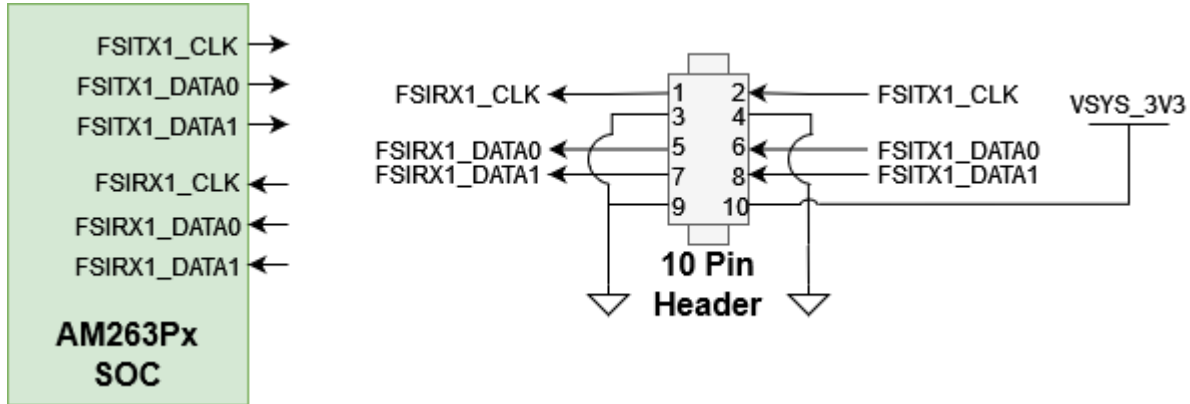 FSITX1_CLK
FSITX1_DATA0
FSITX1_DATA1
FSIRX1_CLK
FSIRX1_DATA0
FSIRX1_DATA1
AM263Px
SOC
FSIRX1_CLK 1 2 FSITX1_CLK
3 4
FSIRX1_DATA0 5 6 FSITX1_DATA0
FSIRX1_DATA1 7 8 FSITX1_DATA1
9 10
10 Pin
Header
VSYS_3V3